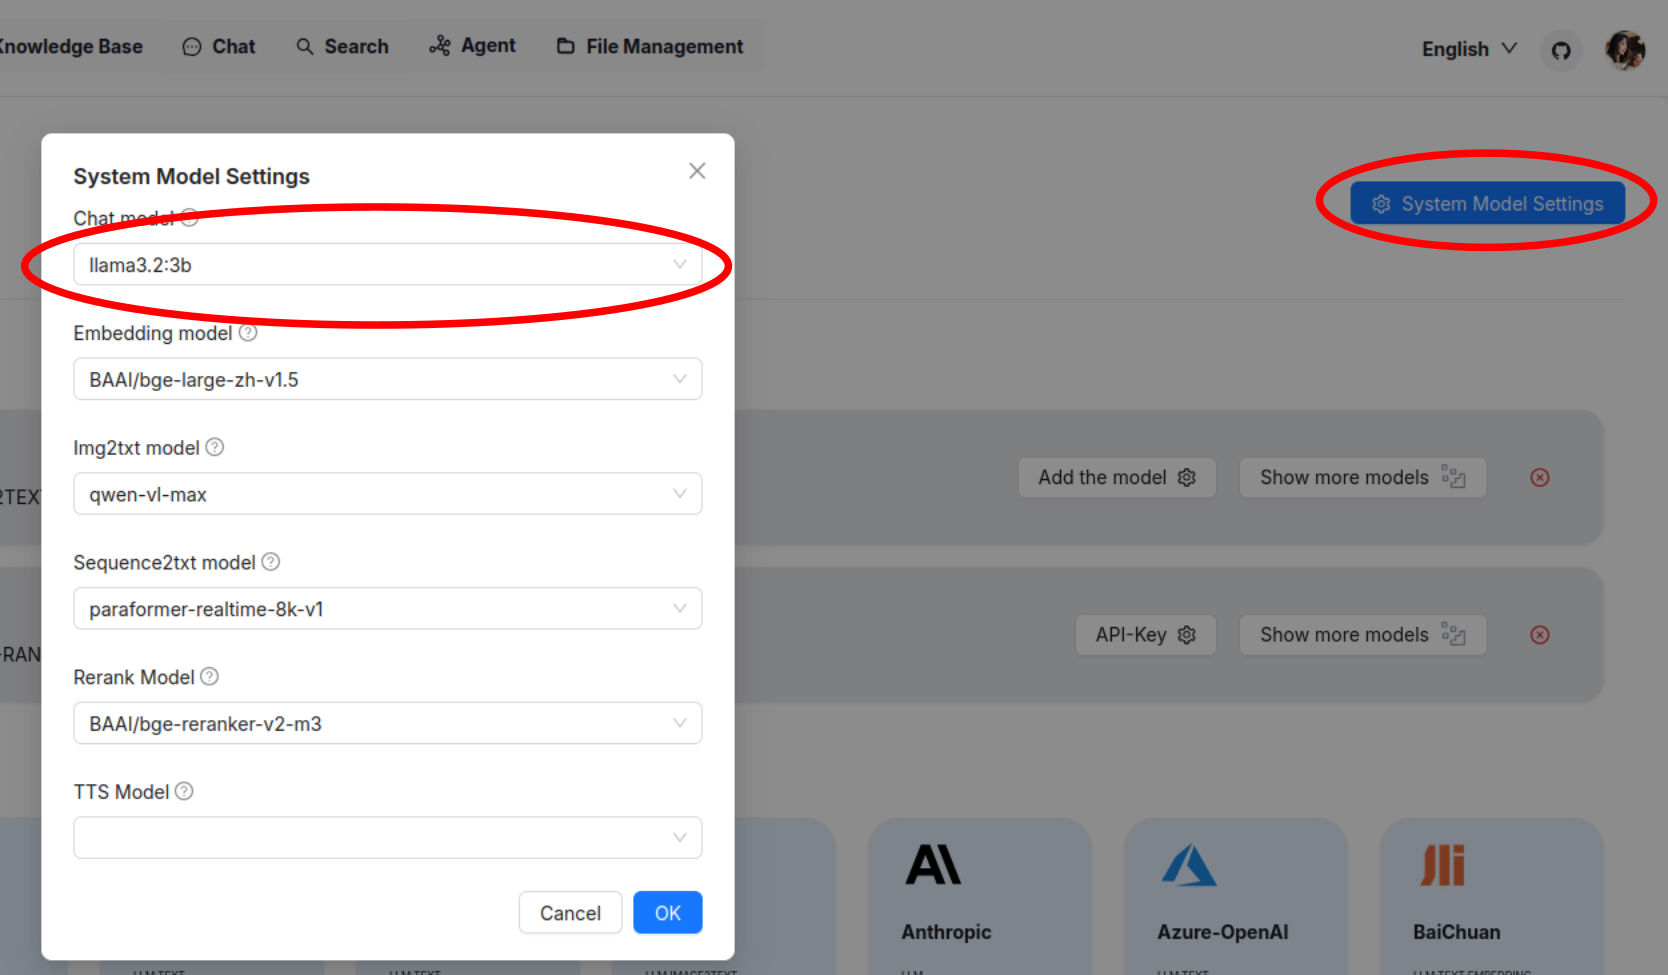 Knowledge Base
Chat
Search
Agent
File Management
English
System Model Settings
System Model Settings
Chat model
llama3.2:3b
Embedding model
BAAI/bge-large-zh-v1.5
Img2txt model
qwen-vl-max
Sequence2txt model
paraformer-realtime-8k-v1
Rerank Model
BAAI/bge-reranker-v2-m3
TTS Model
Cancel
OK
Add the model
Show more models
API-Key
Show more models
Anthropic
Azure-OpenAI
BaiChuan